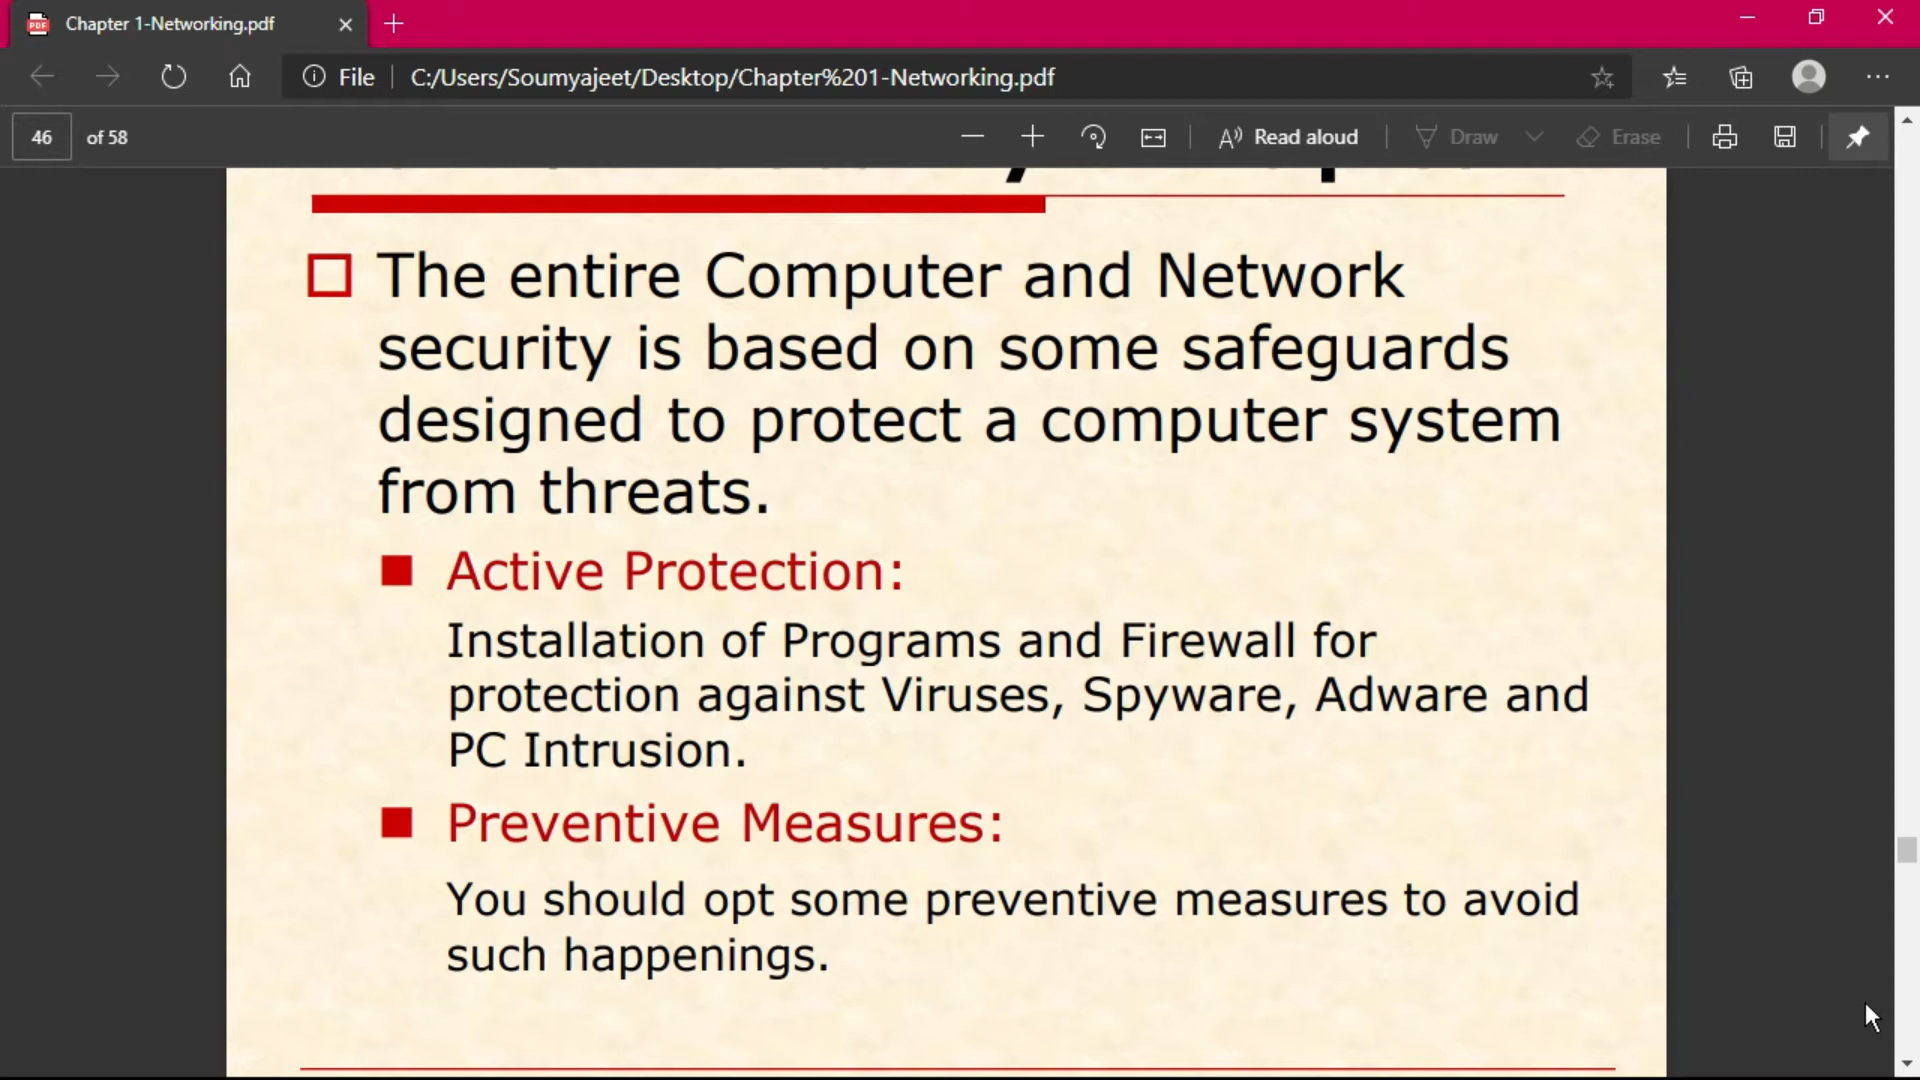 Chapter 1-Networking.pdf
File
C:/Users/Soumyajeet/Desktop/Chapter%201-Networking.pdf
46 of 58
Read aloud
Draw
Erase
The entire Computer and Network
security is based on some safeguards
designed to protect a computer system
from threats.
Active Protection:
Installation of Programs and Firewall for
protection against Viruses, Spyware, Adware and
PC Intrusion.
Preventive Measures:
You should opt some preventive measures to avoid
such happenings.